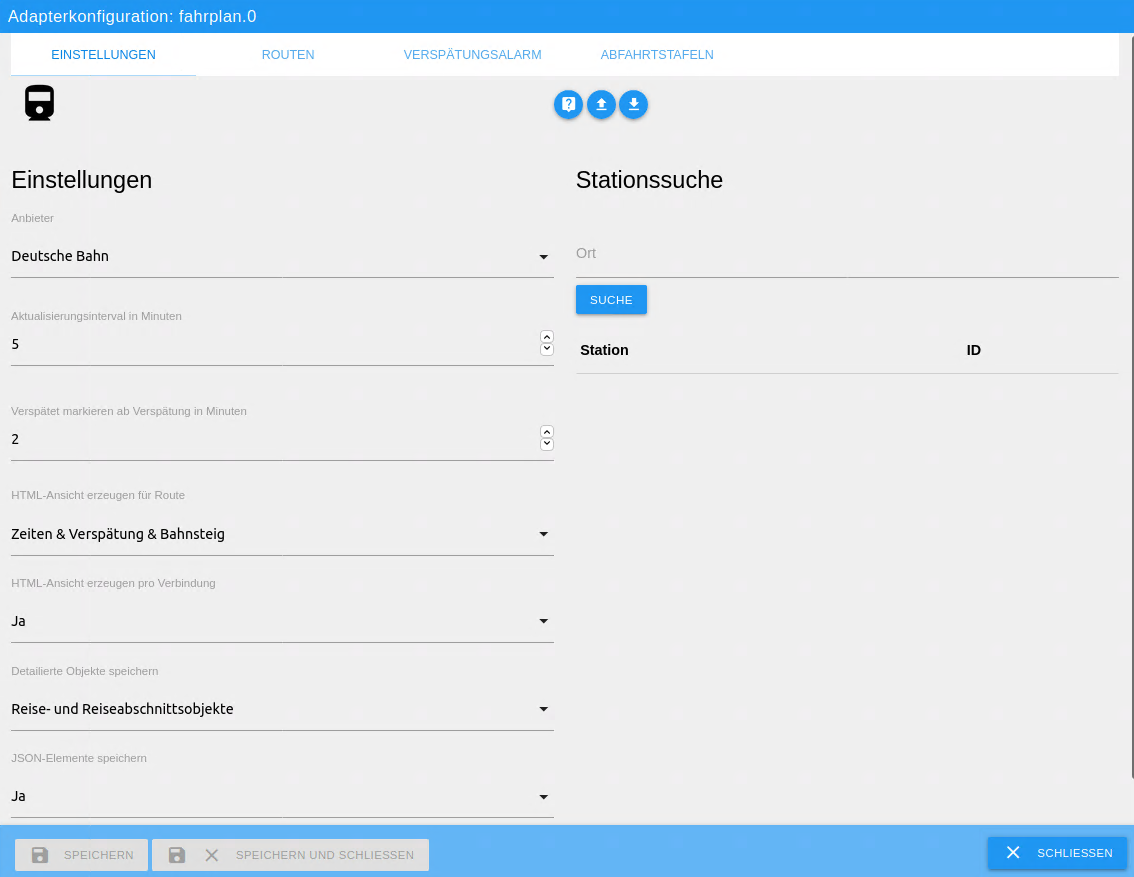 Adapterkonfiguration: fahrplan.0
EINSTELLUNGEN
ROUTEN
VERSPÄTUNGSALARM
ABFAHRTSTAFELN
Einstellungen
Anbieter
Deutsche Bahn
Aktualisierungsinterval in Minuten
5
Verspätet markieren ab Verspätung in Minuten
2
HTML-Ansicht erzeugen für Route
Zeiten & Verspätung & Bahnsteig
HTML-Ansicht erzeugen pro Verbindung
Ja
Detailierte Objekte speichern
Reise- und Reiseabschnittsobjekte
JSON-Elemente speichern
Ja
Stationssuche
Ort
SUCHE
Station ID
SPEICHERN
SPEICHERN UND SCHLIESSEN
SCHLIESSEN